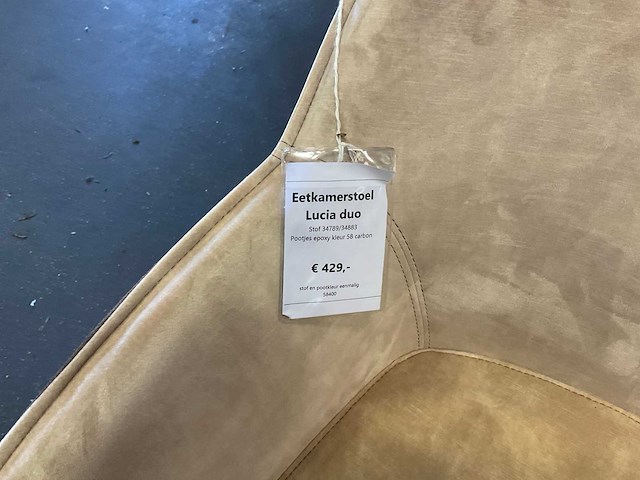 Eetkamerstoel
Lucia duo
Stof 34789/34883
Pootjes epoxy kleur 58 carbon
€ 429,-
stof en pootkleur eenmalig
58400